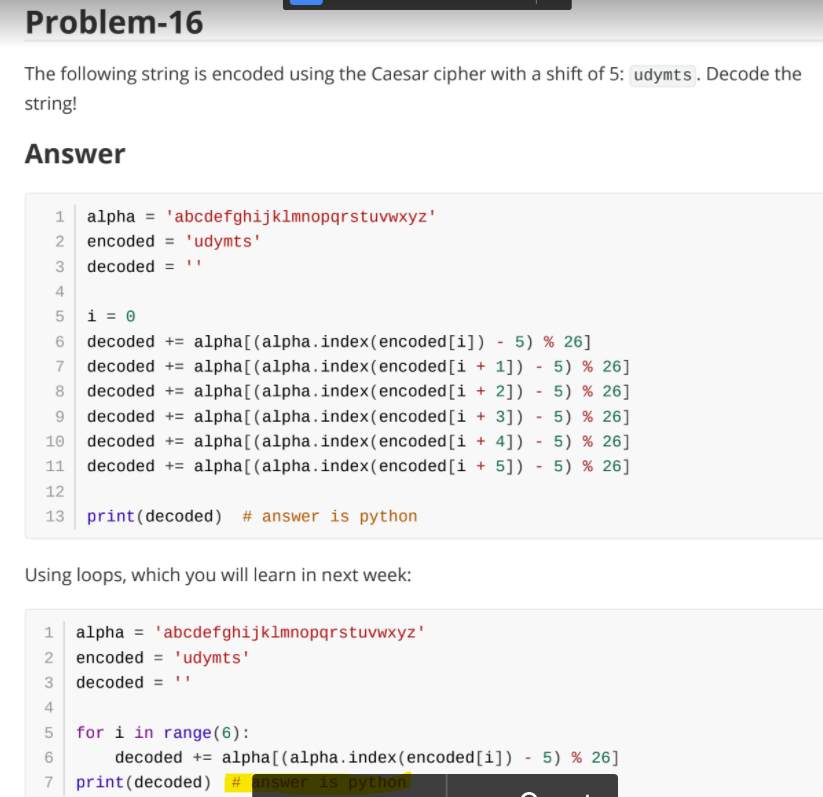 Problem-16
The following string is encoded using the Caesar cipher with a shift of 5: udymts. Decode the
string!
Answer
1 alpha = 'abcdefghijklmnopqrstuvwxyz'
2 encoded = 'udymts'
3 decoded = ''
4
5 i = 0
6 decoded += alpha[(alpha.index(encoded[i]) - 5) % 26]
7 decoded += alpha[(alpha.index(encoded[i + 1]) - 5) % 26]
8 decoded += alpha[(alpha.index(encoded[i + 2]) - 5) % 26]
9 decoded += alpha[(alpha.index(encoded[i + 3]) - 5) % 26]
10 decoded += alpha[(alpha.index(encoded[i + 4]) - 5) % 26]
11 decoded += alpha[(alpha.index(encoded[i + 5]) - 5) % 26]
12
13 print(decoded)  # answer is python
Using loops, which you will learn in next week:
1 alpha = 'abcdefghijklmnopqrstuvwxyz'
2 encoded = 'udymts'
3 decoded = ''
4
5 for i in range(6):
6     decoded += alpha[(alpha.index(encoded[i]) - 5) % 26]
7 print(decoded) # answer is python